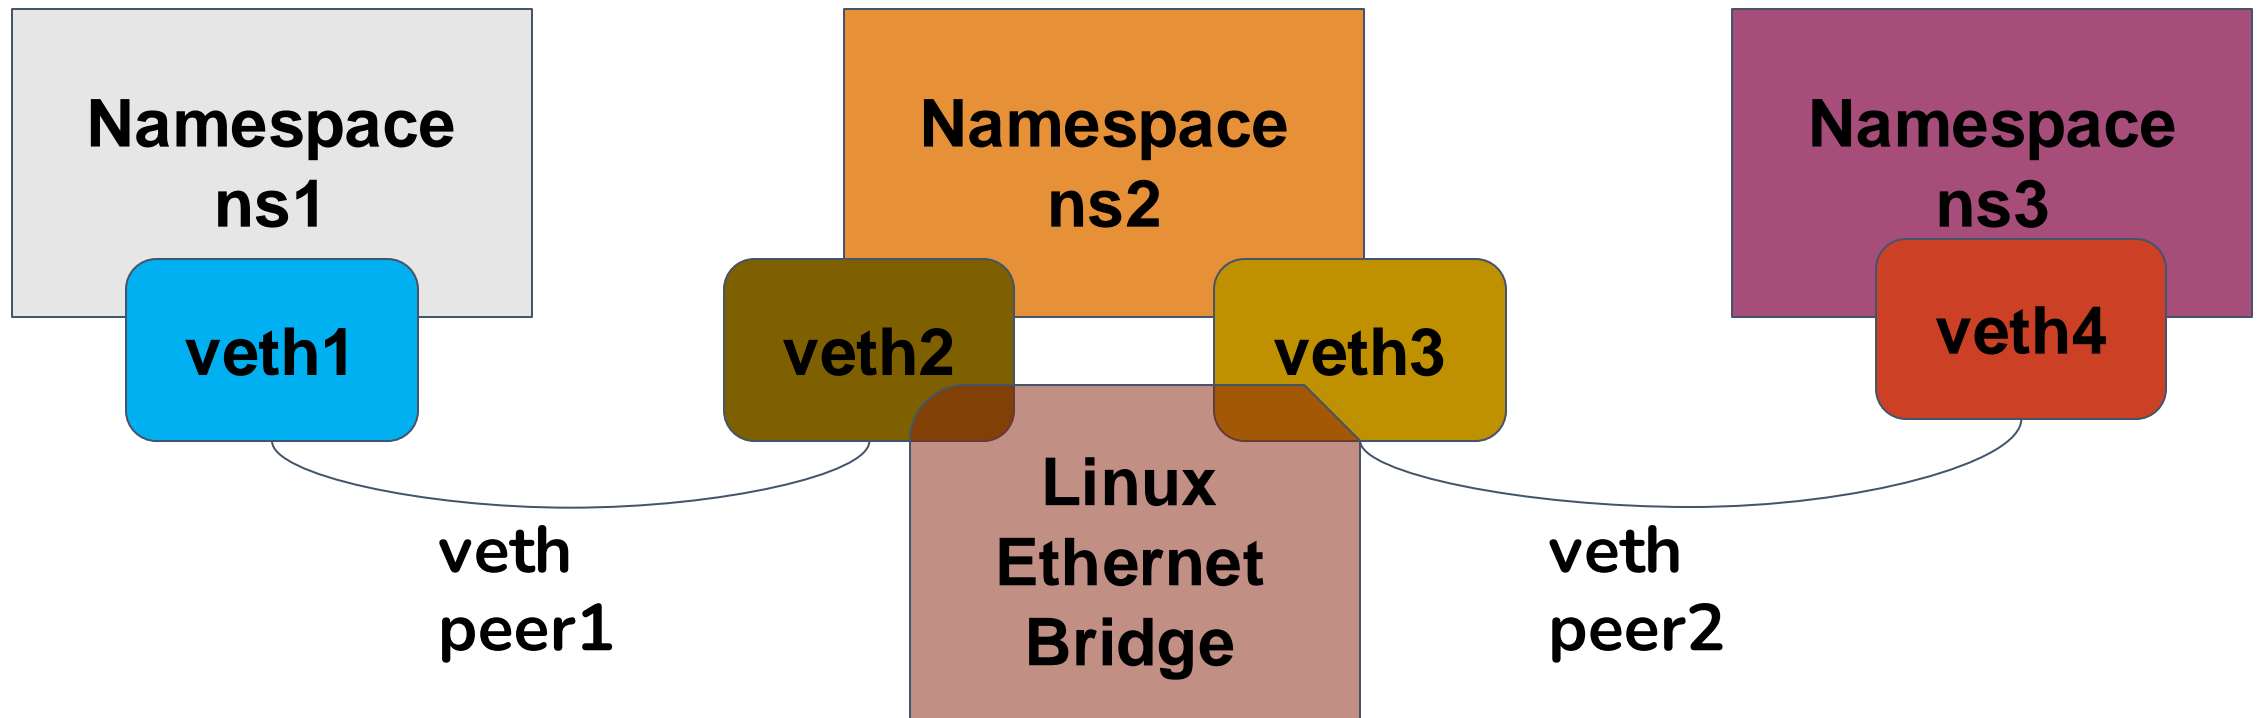 Namespace
ns1
Namespace
ns2
Namespace
ns3
veth1
veth2
veth3
veth4
veth
peer1
Linux
Ethernet
Bridge
veth
peer2